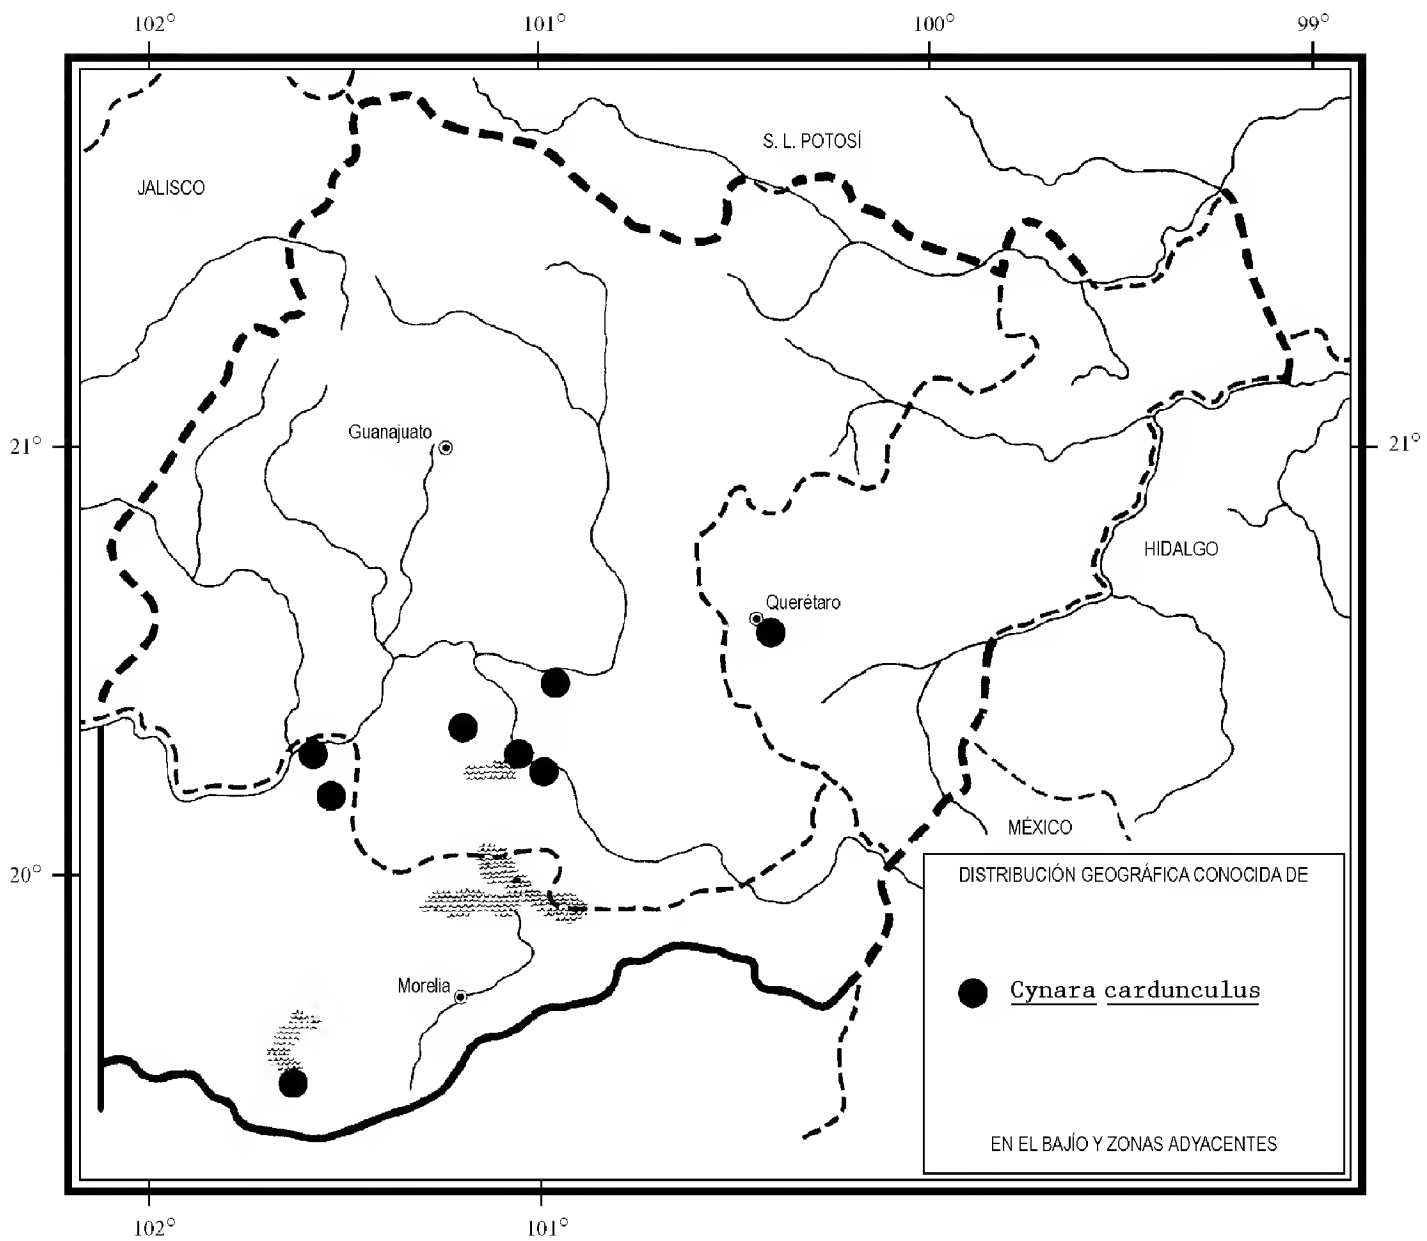 102° 101° 100° 99°
S. L. POTOSÍ
JALISCO
Guanajuato
21° 21°
HIDALGO
Querétaro
MÉXICO
20°
DISTRIBUCIÓN GEOGRÁFICA CONOCIDA DE
Morelia
Cynara cardunculus
EN EL BAJÍO Y ZONAS ADYACENTES
102° 101°